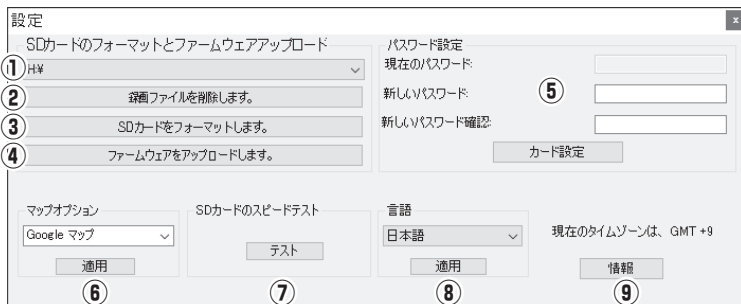 設定
x
SDカードのフォーマットとファームウェアアップロード
① H:¥
② 録画ファイルを削除します。
③ SDカードをフォーマットします。
④ ファームウェアをアップロードします。
パスワード設定
現在のパスワード:
新しいパスワード:
⑤
新しいパスワード確認:
カード設定
マップオプション
Google マップ
適用
⑥
SDカードのスピードテスト
テスト
⑦
言語
日本語
適用
⑧
現在のタイムゾーンは、GMT +9
情報
⑨